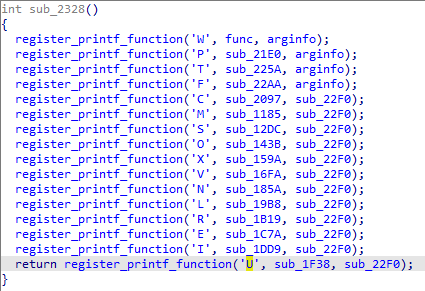 int sub_2328()
{
  register_printf_function('W', func, arginfo);
  register_printf_function('P', sub_21E0, arginfo);
  register_printf_function('T', sub_225A, arginfo);
  register_printf_function('F', sub_22AA, arginfo);
  register_printf_function('C', sub_2097, sub_22F0);
  register_printf_function('M', sub_1185, sub_22F0);
  register_printf_function('S', sub_12DC, sub_22F0);
  register_printf_function('O', sub_143B, sub_22F0);
  register_printf_function('X', sub_159A, sub_22F0);
  register_printf_function('V', sub_16FA, sub_22F0);
  register_printf_function('N', sub_185A, sub_22F0);
  register_printf_function('L', sub_19B8, sub_22F0);
  register_printf_function('R', sub_1B19, sub_22F0);
  register_printf_function('E', sub_1C7A, sub_22F0);
  register_printf_function('I', sub_1DD9, sub_22F0);
  return register_printf_function('U', sub_1F38, sub_22F0);
}